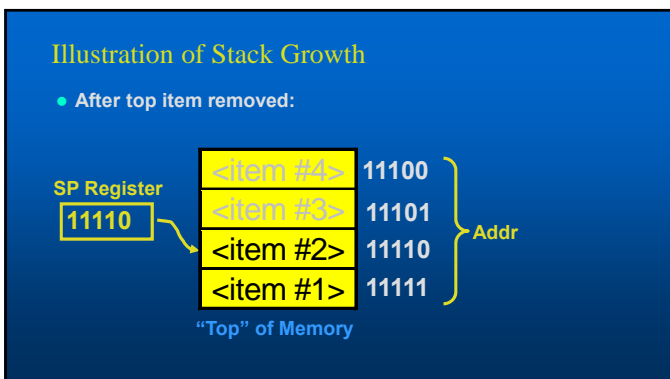 Illustration of Stack Growth
● After top item removed:
SP Register
11110
<item #4> 11100
<item #3> 11101
<item #2> 11110
<item #1> 11111
Addr
“Top” of Memory